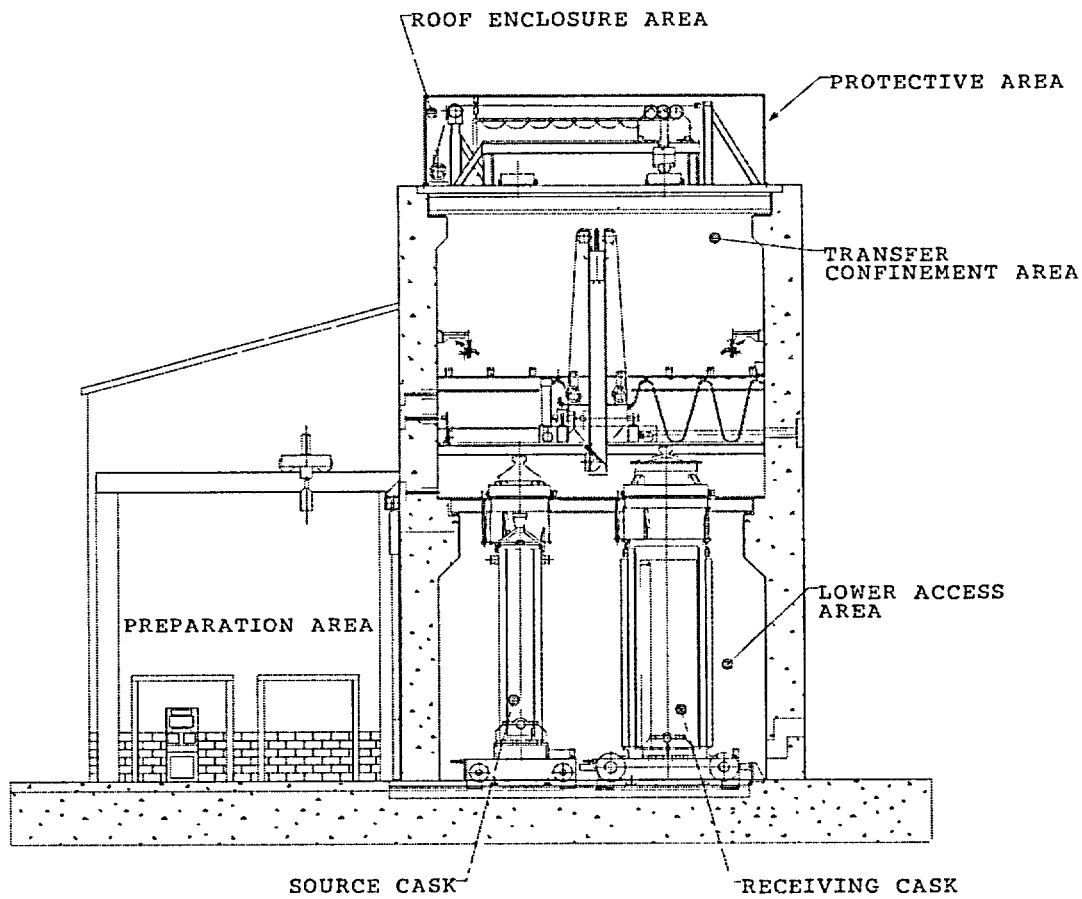 ROOF ENCLOSURE AREA
PROTECTIVE AREA
TRANSFER
CONFINEMENT AREA
LOWER ACCESS
AREA
PREPARATION AREA
SOURCE CASK
RECEIVING CASK